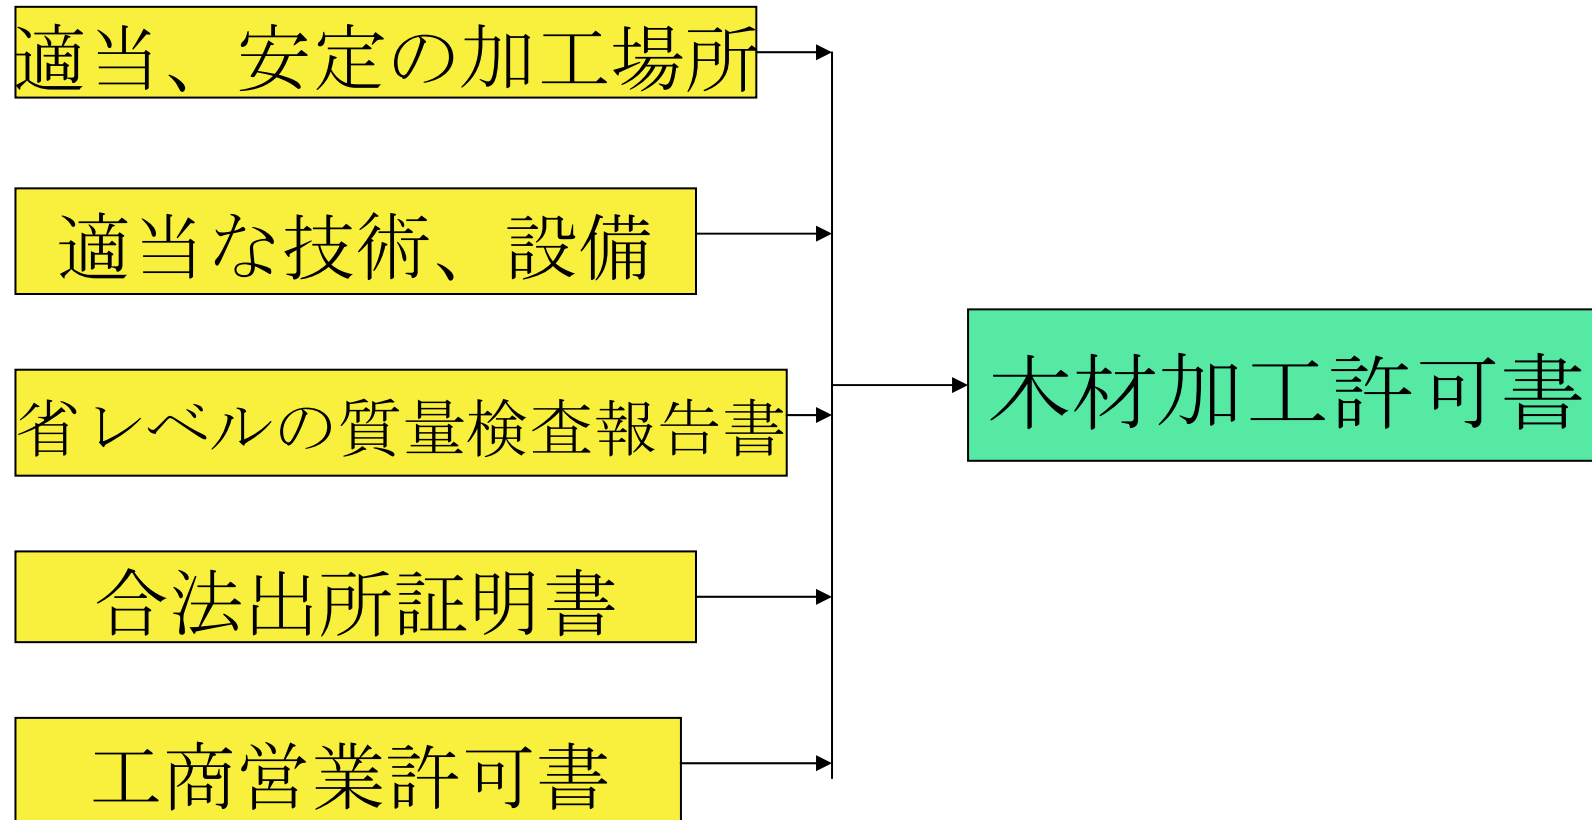 適当、安定の加工場所
適当な技術、設備
省レベルの質量検査報告書
合法出所証明書
工商営業許可書
木材加工許可書